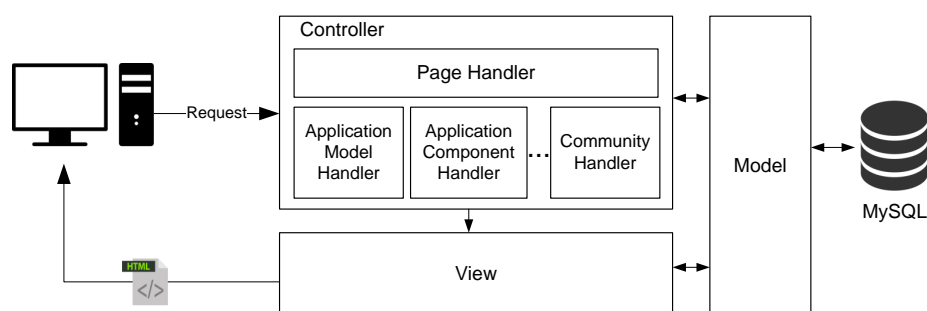 Controller
Page Handler
Request
Application
Model
Handler
Application
Component
Handler
...
Community
Handler
Model
MySQL
View
HTML
</>